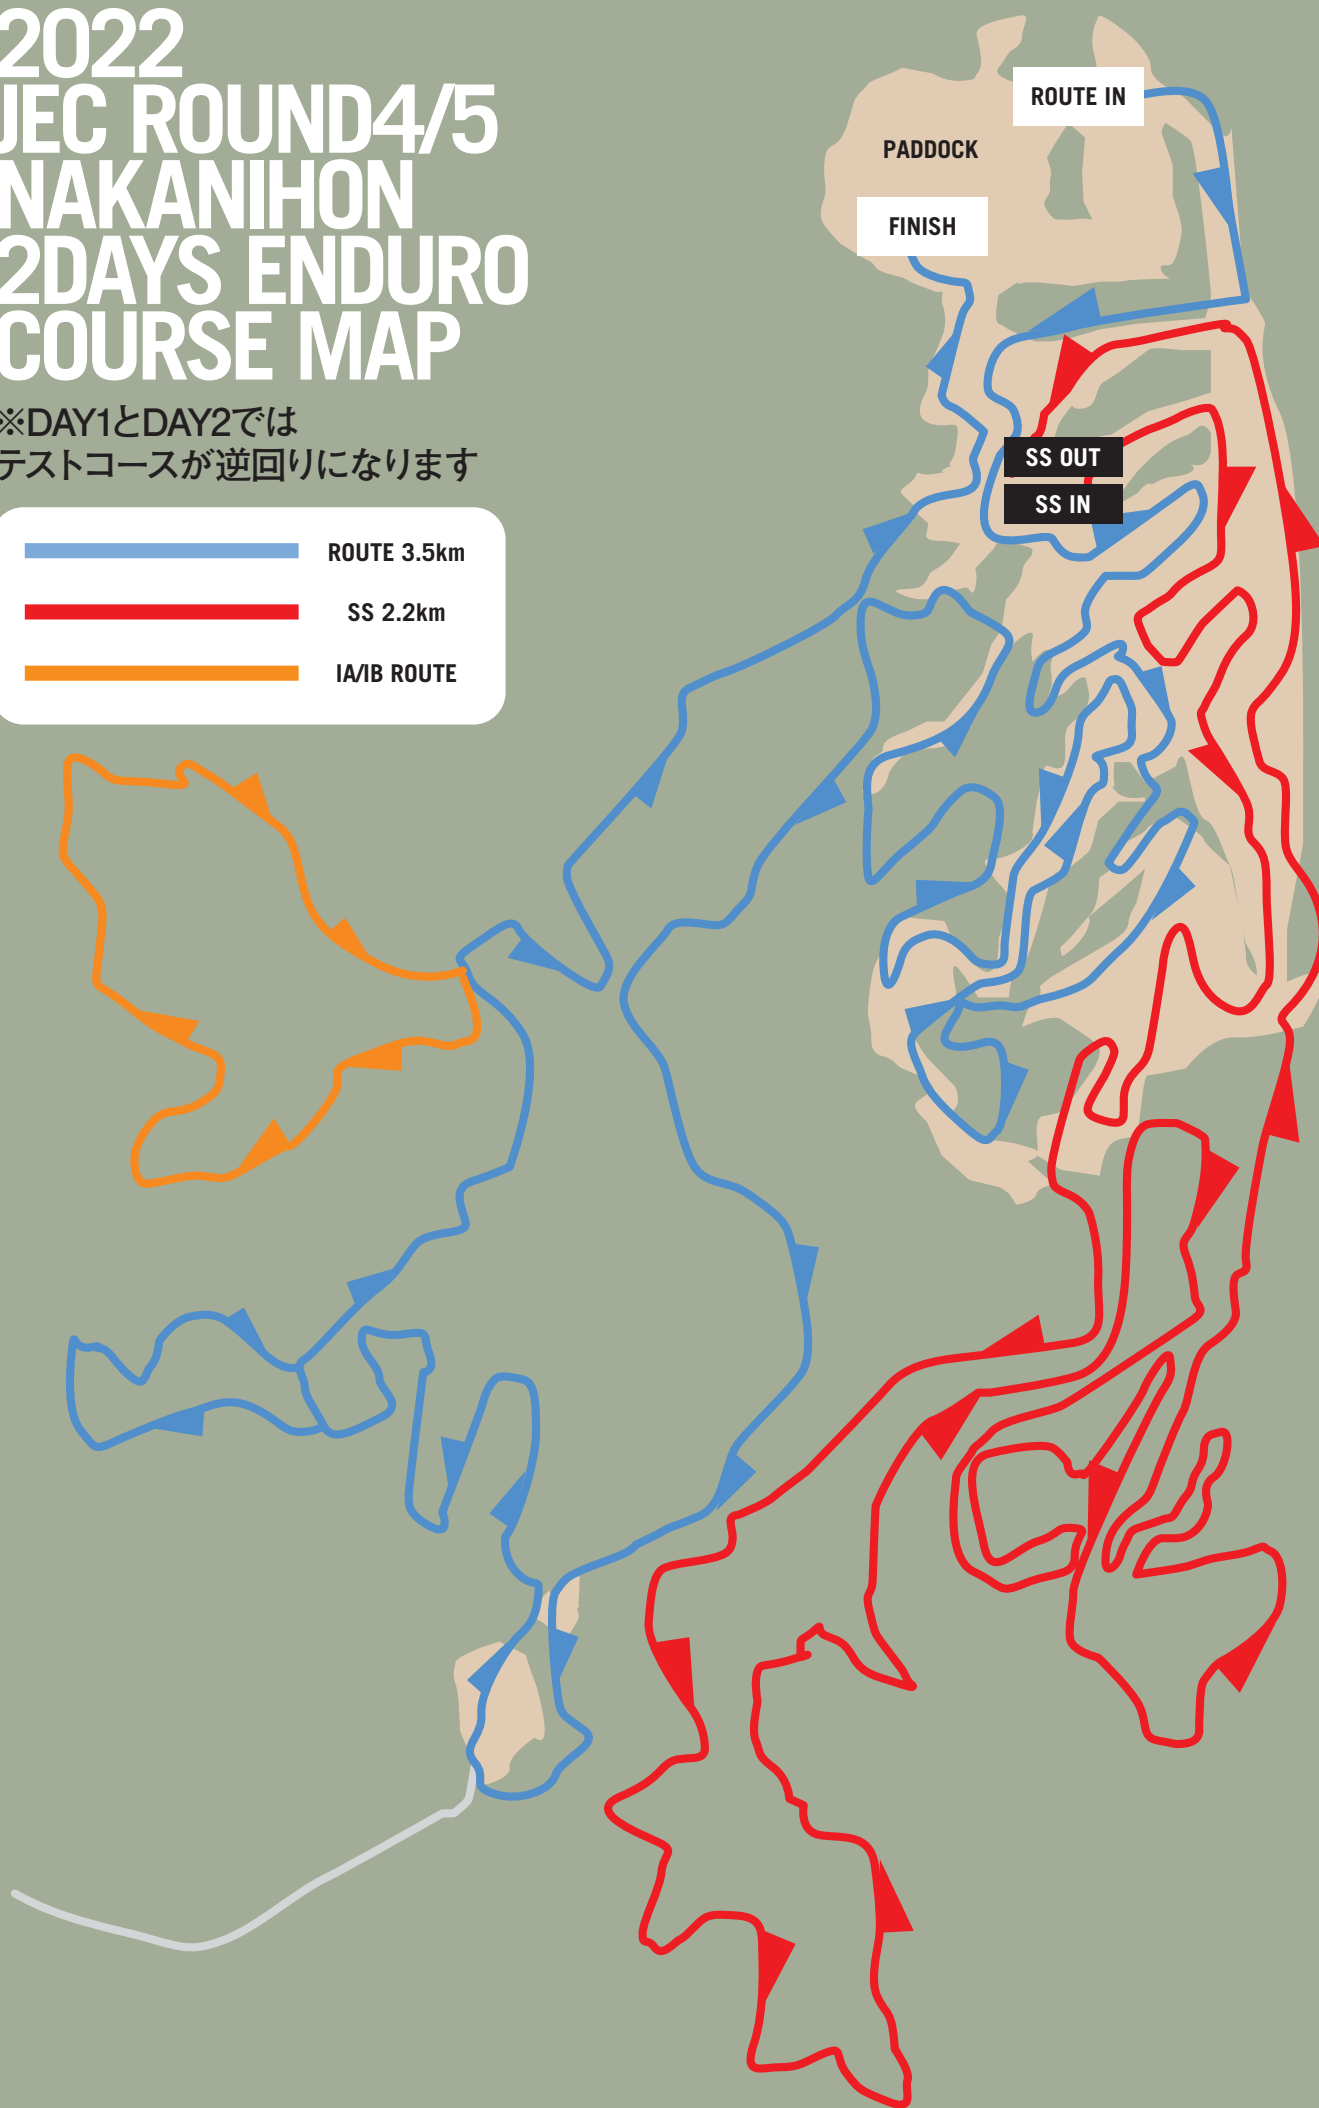 2022
JEC ROUND4/5
NAKANIHON
2DAYS ENDURO
COURSE MAP
※DAY1とDAY2では
テストコースが逆回りになります
ROUTE 3.5km
SS 2.2km
IA/IB ROUTE
ROUTE IN
PADDOCK
FINISH
SS OUT
SS IN